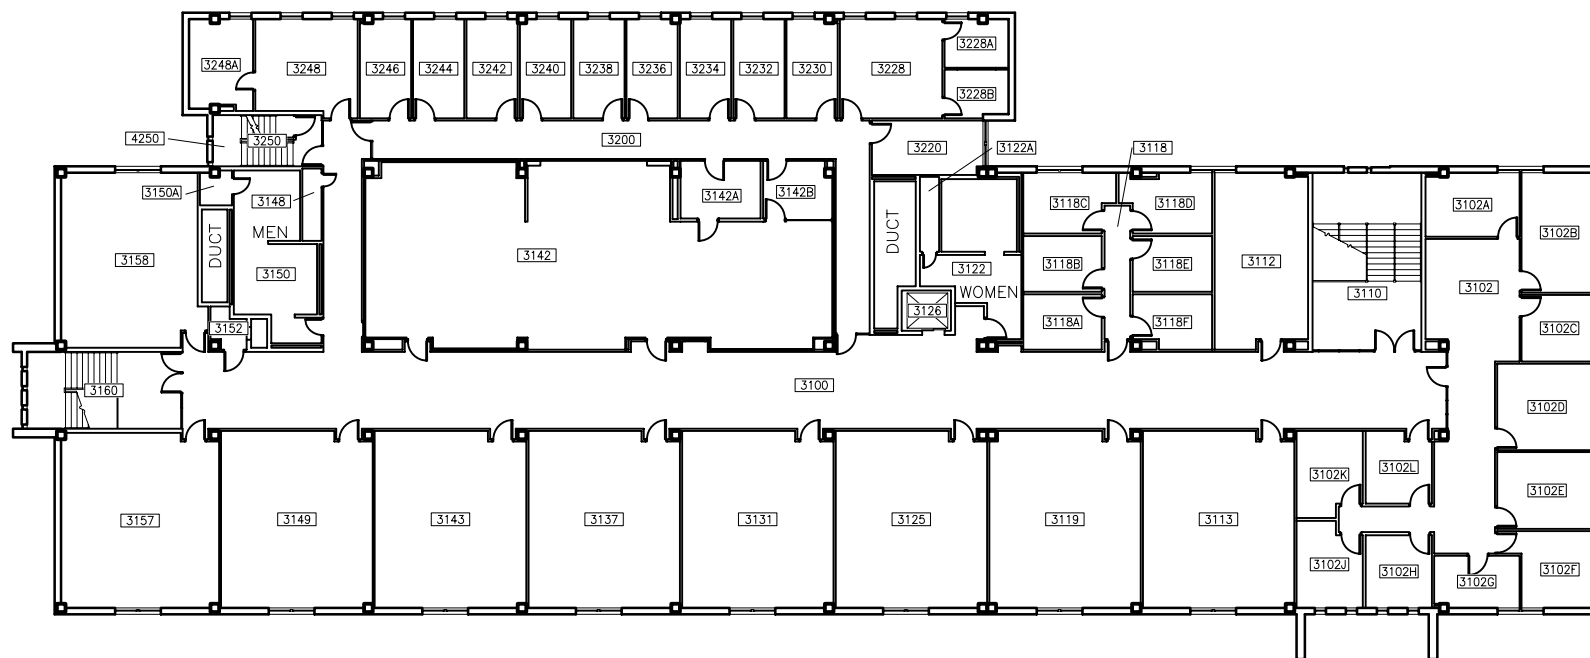 3228A
3248A
3248
3246
3244
3242
3240
3238
3236
3234
3232
3230
3228
3228B
4250
3250
3200
3220
3122A
3118
3150A
3148
3142A
3142B
3118C
3118D
3102A
MEN
DUCT
DUCT
3158
3150
3142
3122
WOMEN
3118B
3118E
3112
3110
3102
3102B
3126
3152
3118A
3118F
3102C
3160
3100
3102D
3102K
3102L
3102E
3157
3149
3143
3137
3131
3125
3119
3113
3102J
3102H
3102G
3102F